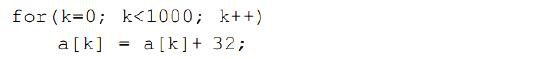 for(k=0; k<1000; k++)
    a[k] = a[k]+ 32;